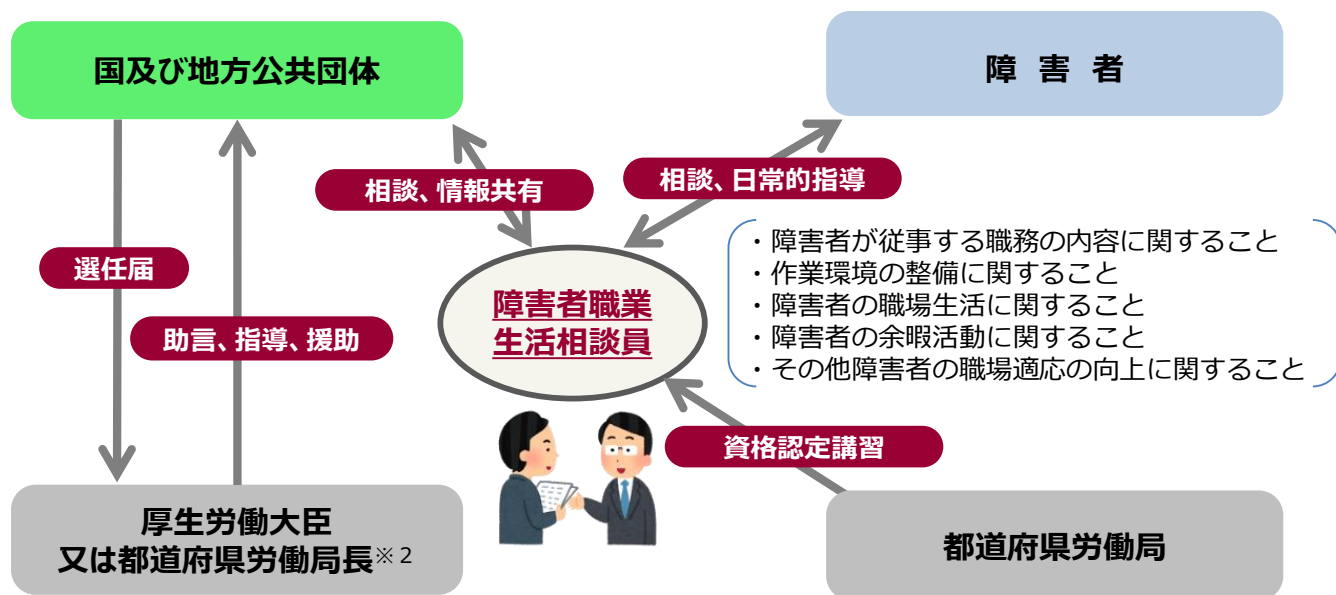 国及び地方公共団体
障 害 者
相談、情報共有
相談、日常的指導
選任届
助言、指導、援助
障害者職業
生活相談員
・障害者が従事する職務の内容に関すること
・作業環境の整備に関すること
・障害者の職場生活に関すること
・障害者の余暇活動に関すること
・その他障害者の職場適応の向上に関すること
資格認定講習
厚生労働大臣
又は都道府県労働局長※2
都道府県労働局